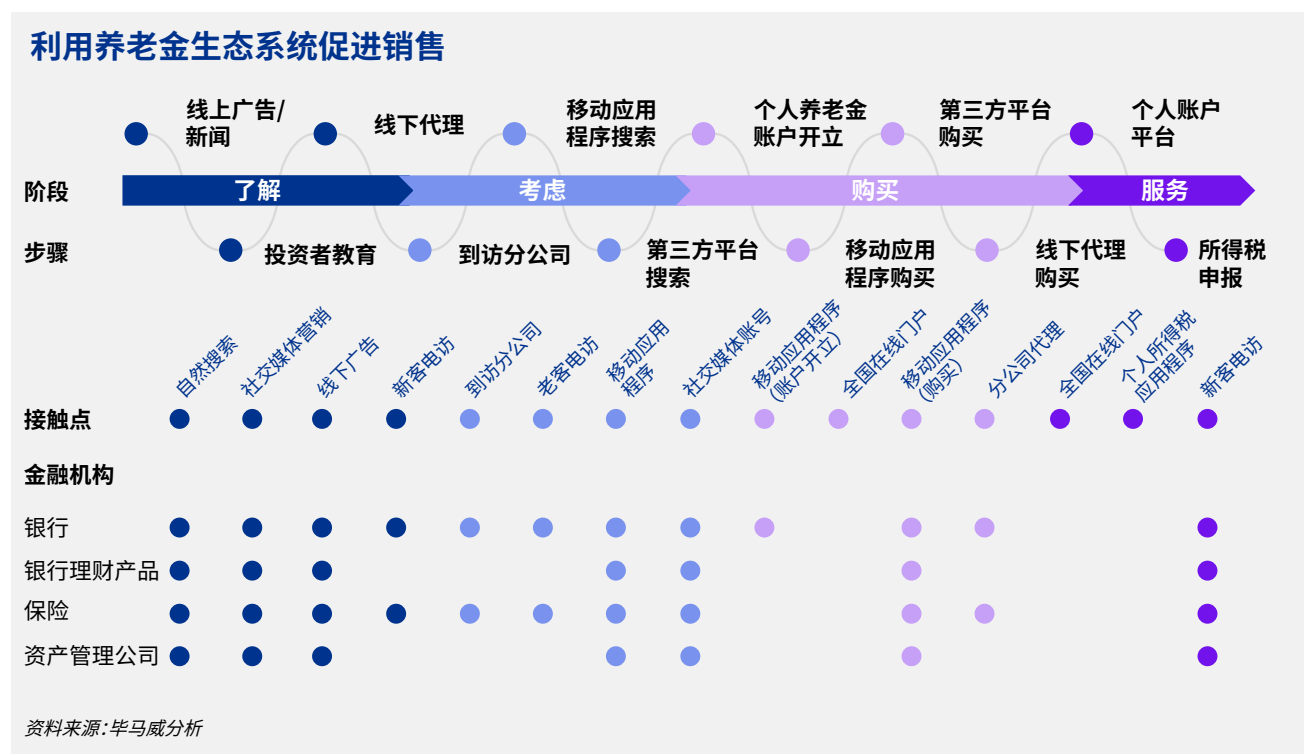 利用养老金生态系统促进销售
线上广告/
新闻
线下代理
移动应用
程序搜索
个人养老金
账户开立
第三方平台
购买
个人账户
平台
阶段
了解
考虑
购买
服务
步骤
投资者教育
到访分公司
第三方平台
搜索
移动应用
程序购买
线下代理
购买
所得税
申报
自然搜索
社交媒体营销
线下广告
新客电访
到访分公司
老客电访
移动应用
程序
社交媒体账号
移动应用程序
（账户开立）
全国在线门户
移动应用程序
（购买）
分公司代理
全国在线门户
个人所得税
应用程序
新客电访
接触点
金融机构
银行
银行理财产品
保险
资产管理公司
资料来源：毕马威分析